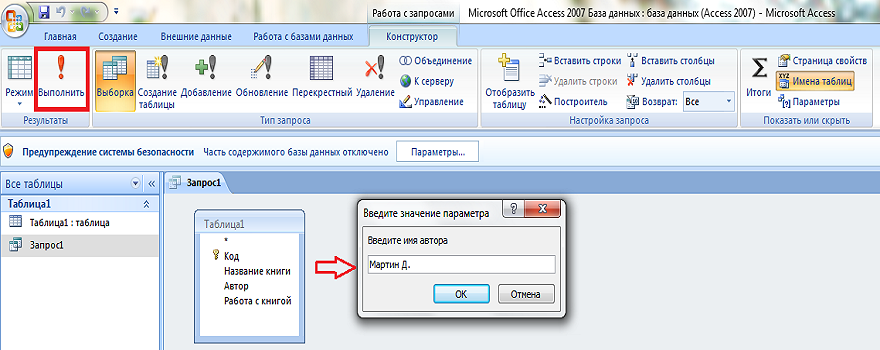 Работа с запросами
Microsoft Office Access 2007 База данных : база данных (Access 2007) - Microsoft Access
Главная Создание Внешние данные Работа с базами данных Конструктор
Режим
Выполнить
Результаты
Выборка
Создание таблицы
Добавление
Обновление
Перекрестный
Удаление
Объединение
К серверу
Управление
Тип запроса
Отобразить таблицу
Вставить строки
Удалить строки
Построитель
Вставить столбцы
Удалить столбцы
Возврат: Все
Настройка запроса
Σ
Итоги
Страница свойств
XYZ Имена таблиц
[?] Параметры
Показать или скрыть
Предупреждение системы безопасности Часть содержимого базы данных отключено Параметры...
Все таблицы «
Таблица1
Таблица1 : таблица
Запрос1
Запрос1
Таблица1
*
Код
Название книги
Автор
Работа с книгой
Введите значение параметра ? X
Введите имя автора
Мартин Д.
ОК Отмена